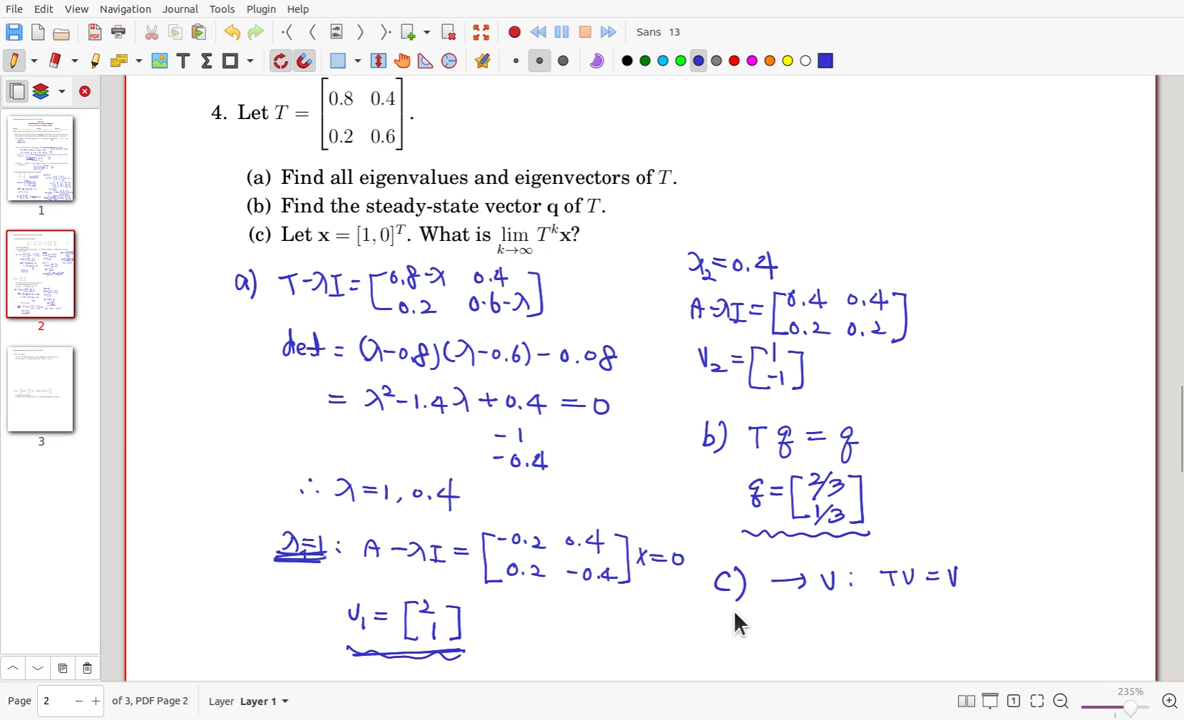 File Edit View Navigation Journal Tools Plugin Help
Sans 13
4. Let T = [0.8 0.4
0.2 0.6].
(a) Find all eigenvalues and eigenvectors of T.
(b) Find the steady-state vector q of T.
(c) Let x = [1, 0]^T. What is lim k→∞ T^k x?
a) T-λI = [0.8-λ 0.4
0.2 0.6-λ]
det = (λ-0.8)(λ-0.6) - 0.08
= λ²-1.4λ+0.4 = 0
-1
-0.4
∴ λ=1, 0.4
λ₁=1: A-λI = [-0.2 0.4
0.2 -0.4] x=0
V₁ = [2
1]
λ₂=0.4
A-λI = [0.4 0.4
0.2 0.2]
V₂ = [1
-1]
b) Tq = q
q = [2/3
1/3]
c) → V: TV = V
1
2
3
Page 2 of 3, PDF Page 2 Layer Layer 1
235%